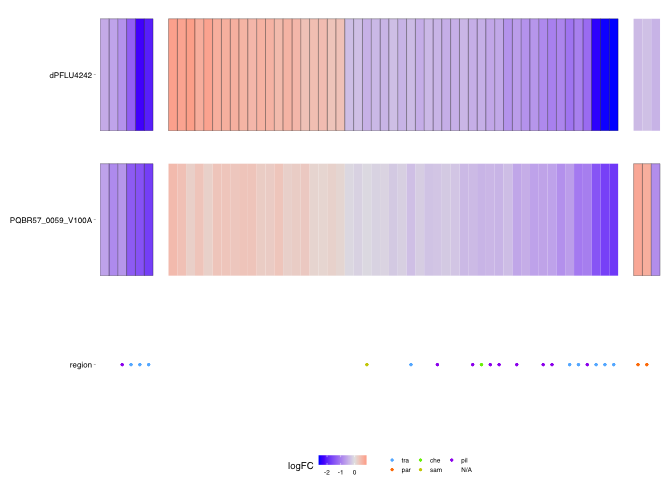 dPFLU4242
PQBR57_0059_V100A
region
logFC
-2 -1 0
tra che pil
par sam N/A